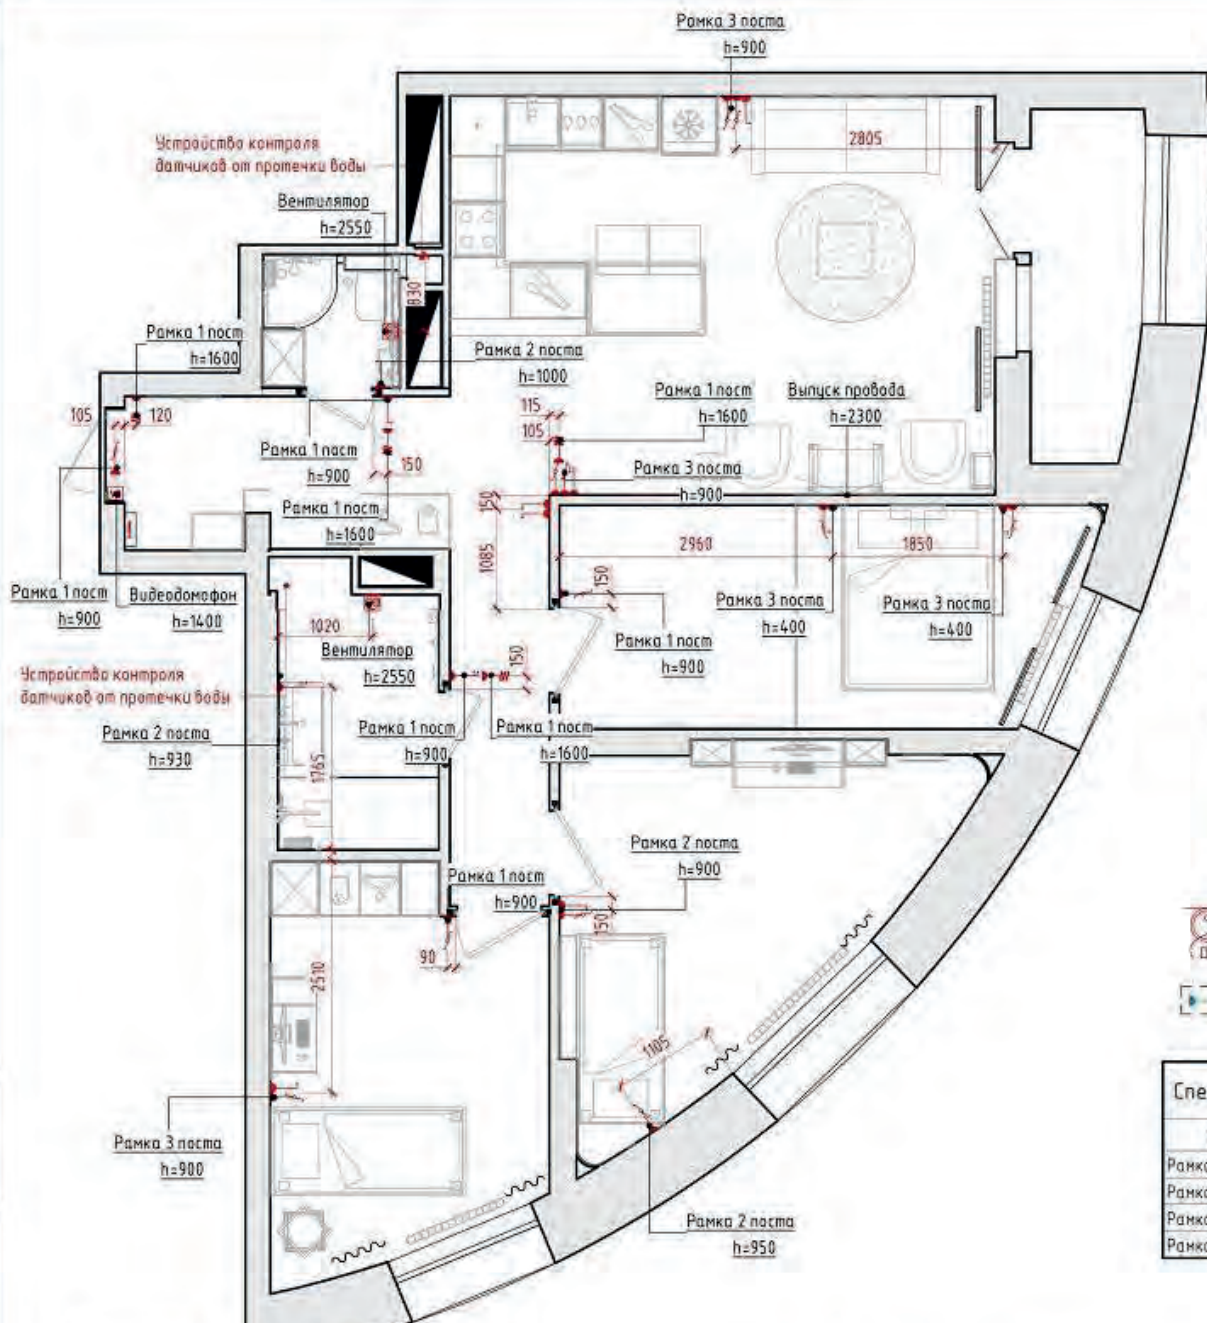 Рамка 3 поста
h=900
Устройство контроля
датчиков от протечки воды
2805
Вентилятор
h=2550
830
Рамка 1 пост
h=1600
Рамка 2 поста
h=1000
105
120
Рамка 1 пост
h=900
150
115
105
Рамка 1 пост
h=1600
Выпуск провода
h=2300
Рамка 3 поста
h=900
Рамка 1 пост
h=1600
150
1085
2960
1850
150
Рамка 1 пост
h=900
Видеодомофон
h=1400
Рамка 3 поста
h=400
Рамка 3 поста
h=400
1020
Вентилятор
h=2550
Рамка 1 пост
h=900
150
Устройство контроля
датчиков от протечки воды
Рамка 2 поста
h=930
Рамка 1 пост
h=900
Рамка 1 пост
h=1600
1765
Рамка 2 поста
h=900
Рамка 1 пост
h=900
150
90
2510
1105
Рамка 3 поста
h=900
Рамка 2 поста
h=950
Спе
Рамка
Рамка
Рамка
Рамка